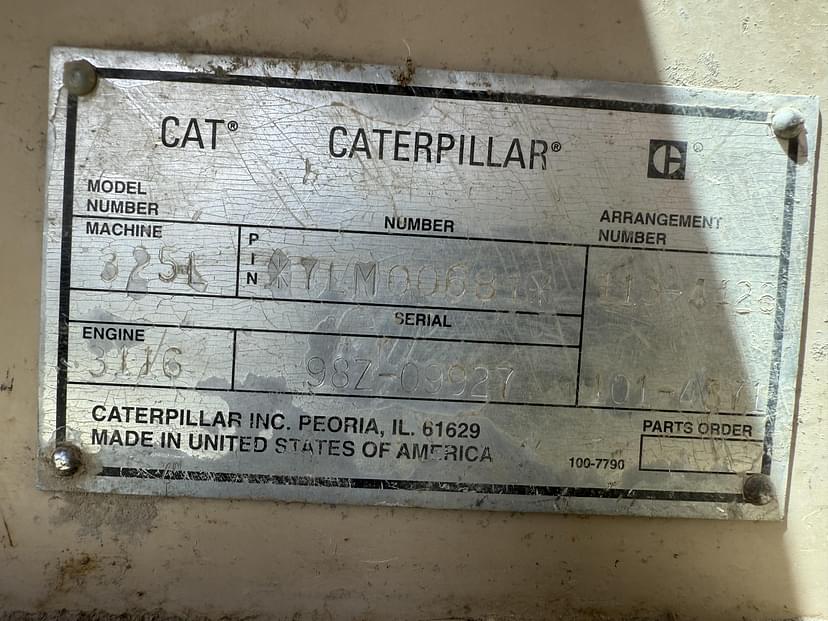 CAT® CATERPILLAR®
MODEL NUMBER NUMBER ARRANGEMENT NUMBER
MACHINE 325L PIN
SERIAL
ENGINE 3116 98Z-09927
CATERPILLAR INC. PEORIA, IL. 61629
MADE IN UNITED STATES OF AMERICA
PARTS ORDER
100-7790